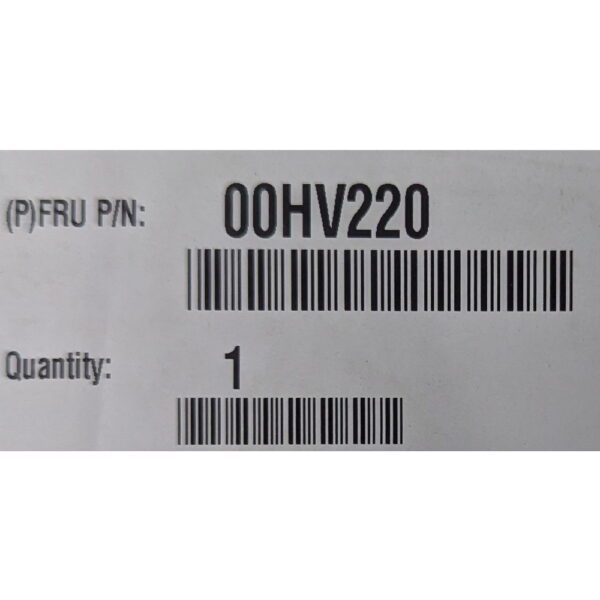 (P)FRU P/N: 00HV220
Quantity: 1